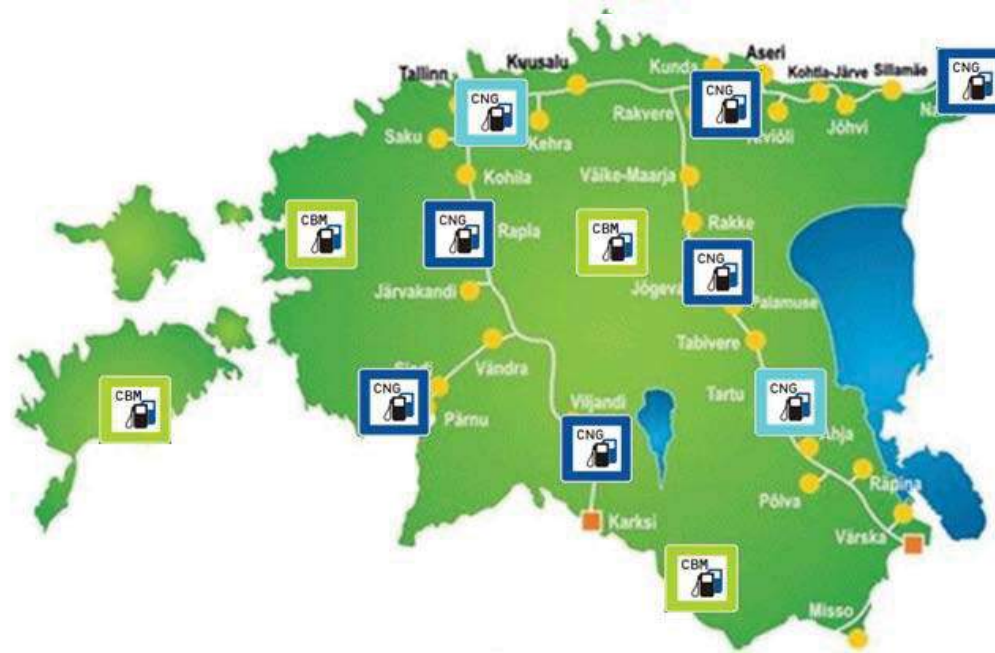 Aseri
Kuusalu
Kunda
Kohtla-Järve
Sillamäe
CNG
Tallinn
CNG
CNG
Rakvere
Saku
Kehra
Jõhvi
Kohila
Väike-Maarja
CBM
CNG
Rapla
CBM
Rakke
CNG
Järvakandi
Palamuse
Tabivere
Vändra
CBM
CNG
Pärnu
Viljandi
Tartu
CNG
CNG
Ahja
Räpina
Põlva
Karksi
Värska
CBM
Misso